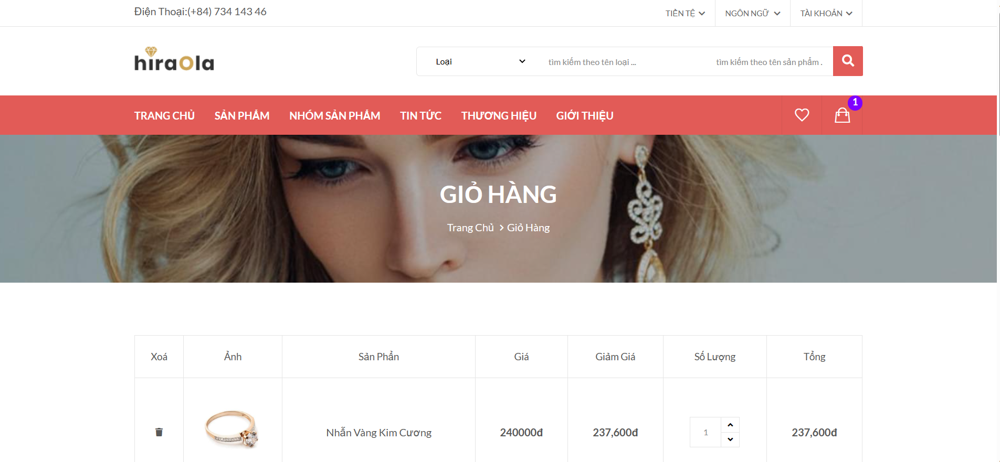 Điện Thoại:(+84) 734 143 46
TIỀN TỆ
NGÔN NGỮ
TÀI KHOẢN
hiraola
Loại
tìm kiếm theo tên loại ...
tìm kiếm theo tên sản phẩm .
TRANG CHỦ
SẢN PHẨM
NHÓM SẢN PHẨM
TIN TỨC
THƯƠNG HIỆU
GIỚI THIỆU
1
GIỎ HÀNG
Trang Chủ > Giỏ Hàng
Xoá
Ảnh
Sản Phẩn
Giá
Giảm Giá
Số Lượng
Tổng
Nhẫn Vàng Kim Cương
240000đ
237,600đ
1
237,600đ